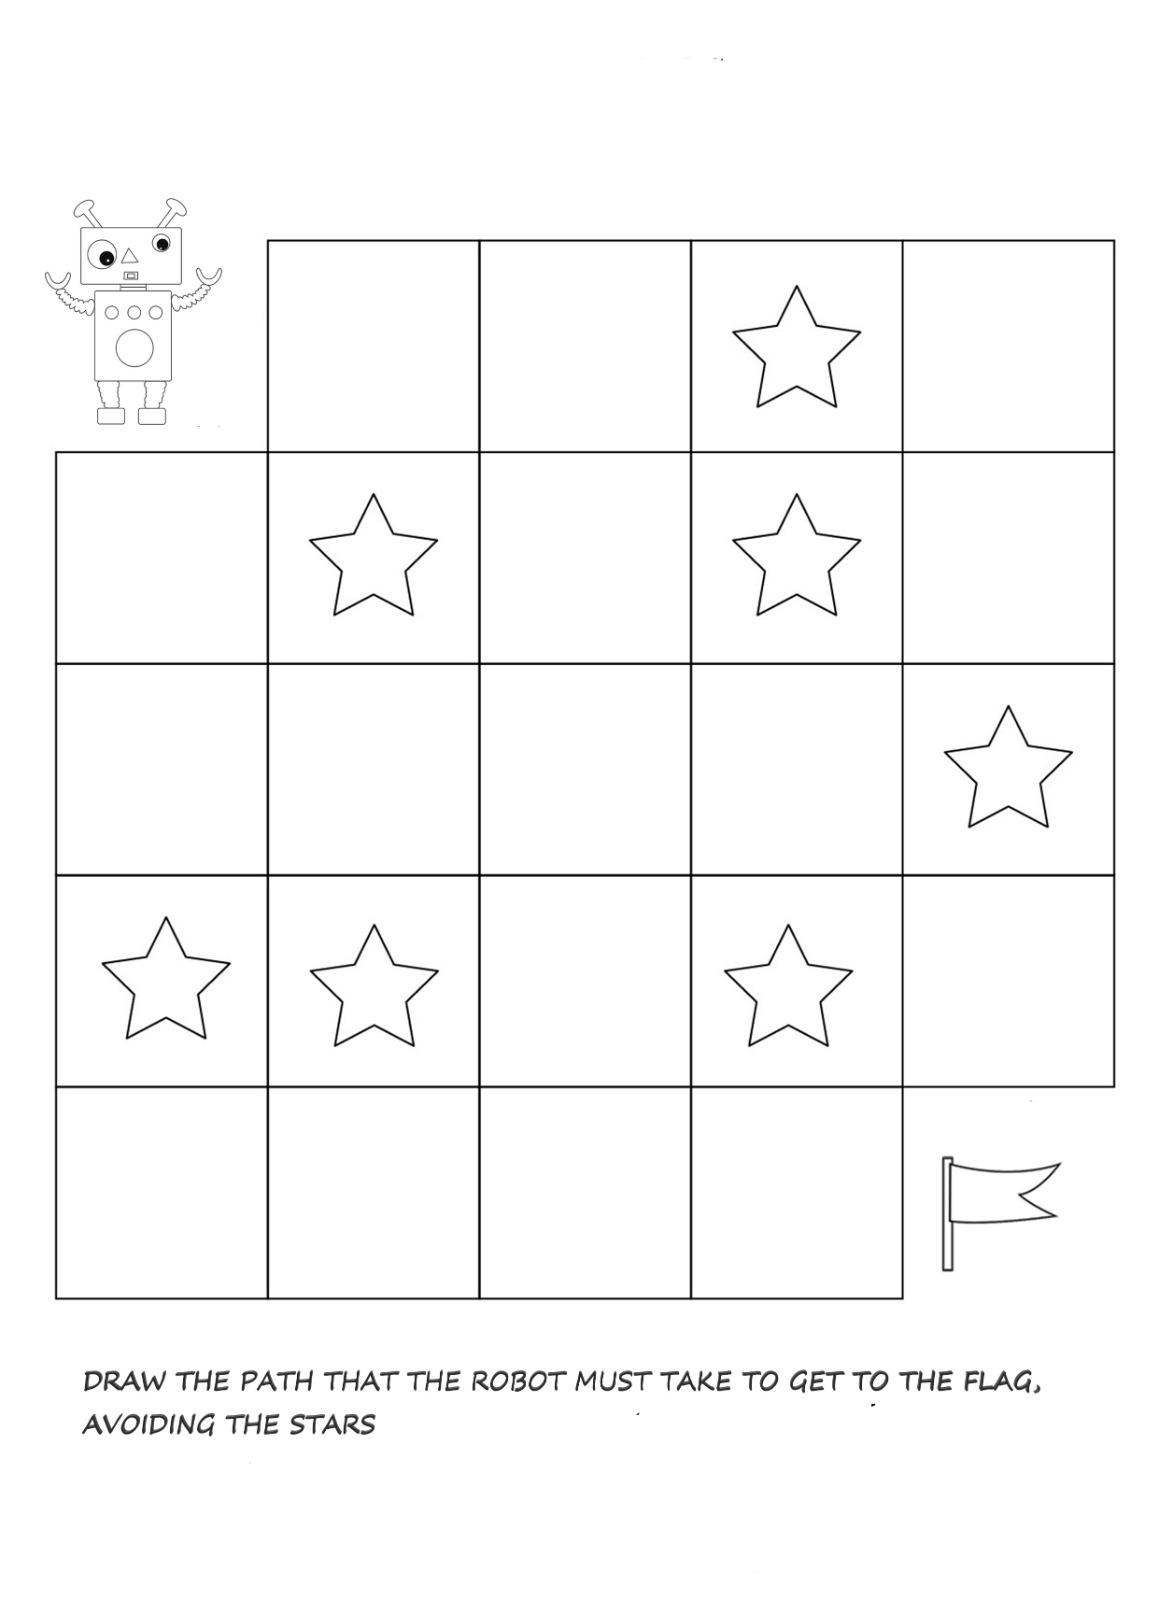 DRAW THE PATH THAT THE ROBOT MUST TAKE TO GET TO THE FLAG,
AVOIDING THE STARS